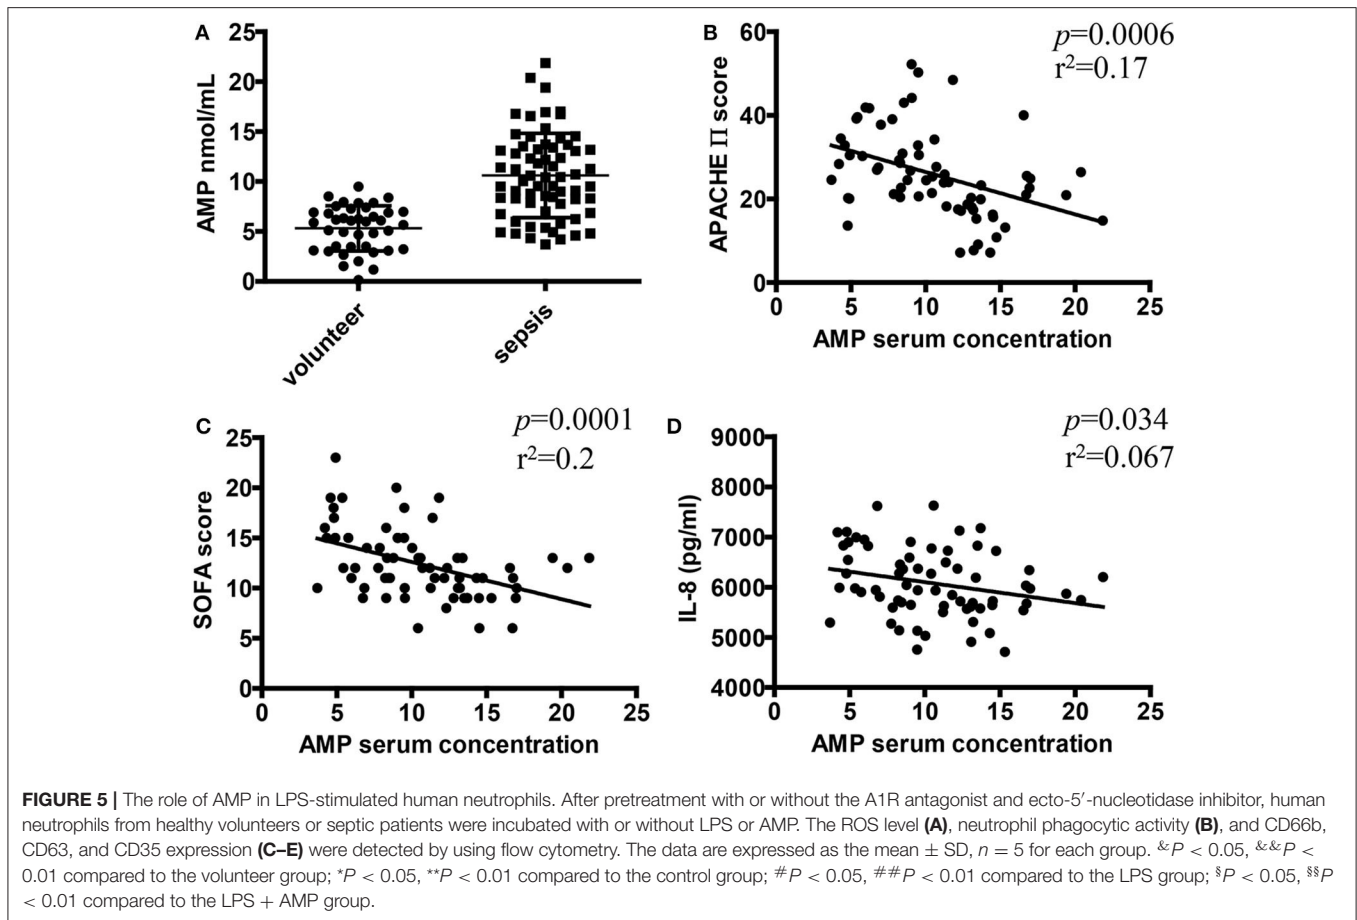 A
25
20
15
10
5
0
AMP nmol/mL
volunteer
sepsis
B
p=0.0006
r²=0.17
60
40
20
0
APACHE II score
0 5 10 15 20 25
AMP serum concentration
C
p=0.0001
r²=0.2
25
20
15
10
5
0
SOFA score
0 5 10 15 20 25
AMP serum concentration
D
p=0.034
r²=0.067
9000
8000
7000
6000
5000
4000
IL-8 (pg/ml)
0 5 10 15 20 25
AMP serum concentration
FIGURE 5 | The role of AMP in LPS-stimulated human neutrophils. After pretreatment with or without the A1R antagonist and ecto-5′-nucleotidase inhibitor, human
neutrophils from healthy volunteers or septic patients were incubated with or without LPS or AMP. The ROS level (A), neutrophil phagocytic activity (B), and CD66b,
CD63, and CD35 expression (C–E) were detected by using flow cytometry. The data are expressed as the mean ± SD, n = 5 for each group. &P < 0.05, &&P <
0.01 compared to the volunteer group; *P < 0.05, **P < 0.01 compared to the control group; #P < 0.05, ##P < 0.01 compared to the LPS group; §P < 0.05, §§P
< 0.01 compared to the LPS + AMP group.